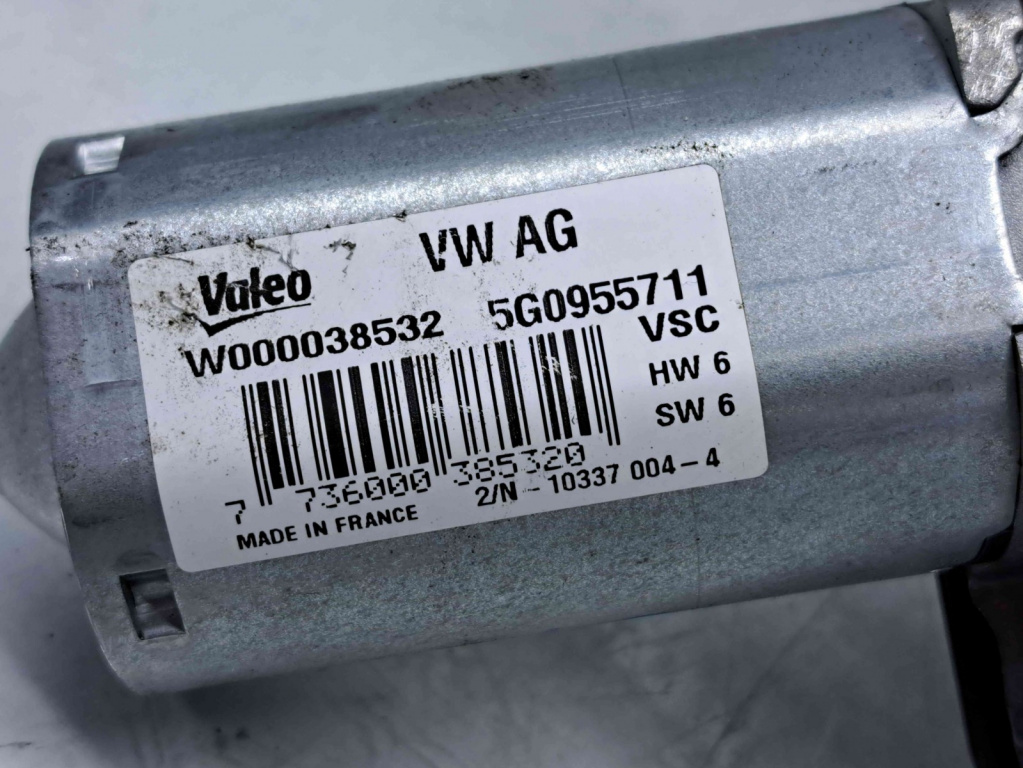 VW AG
Valeo
W000038532 5G0955711
VSC
HW 6
SW 6
7 736000 385320
2/N - 10337 004-4
MADE IN FRANCE